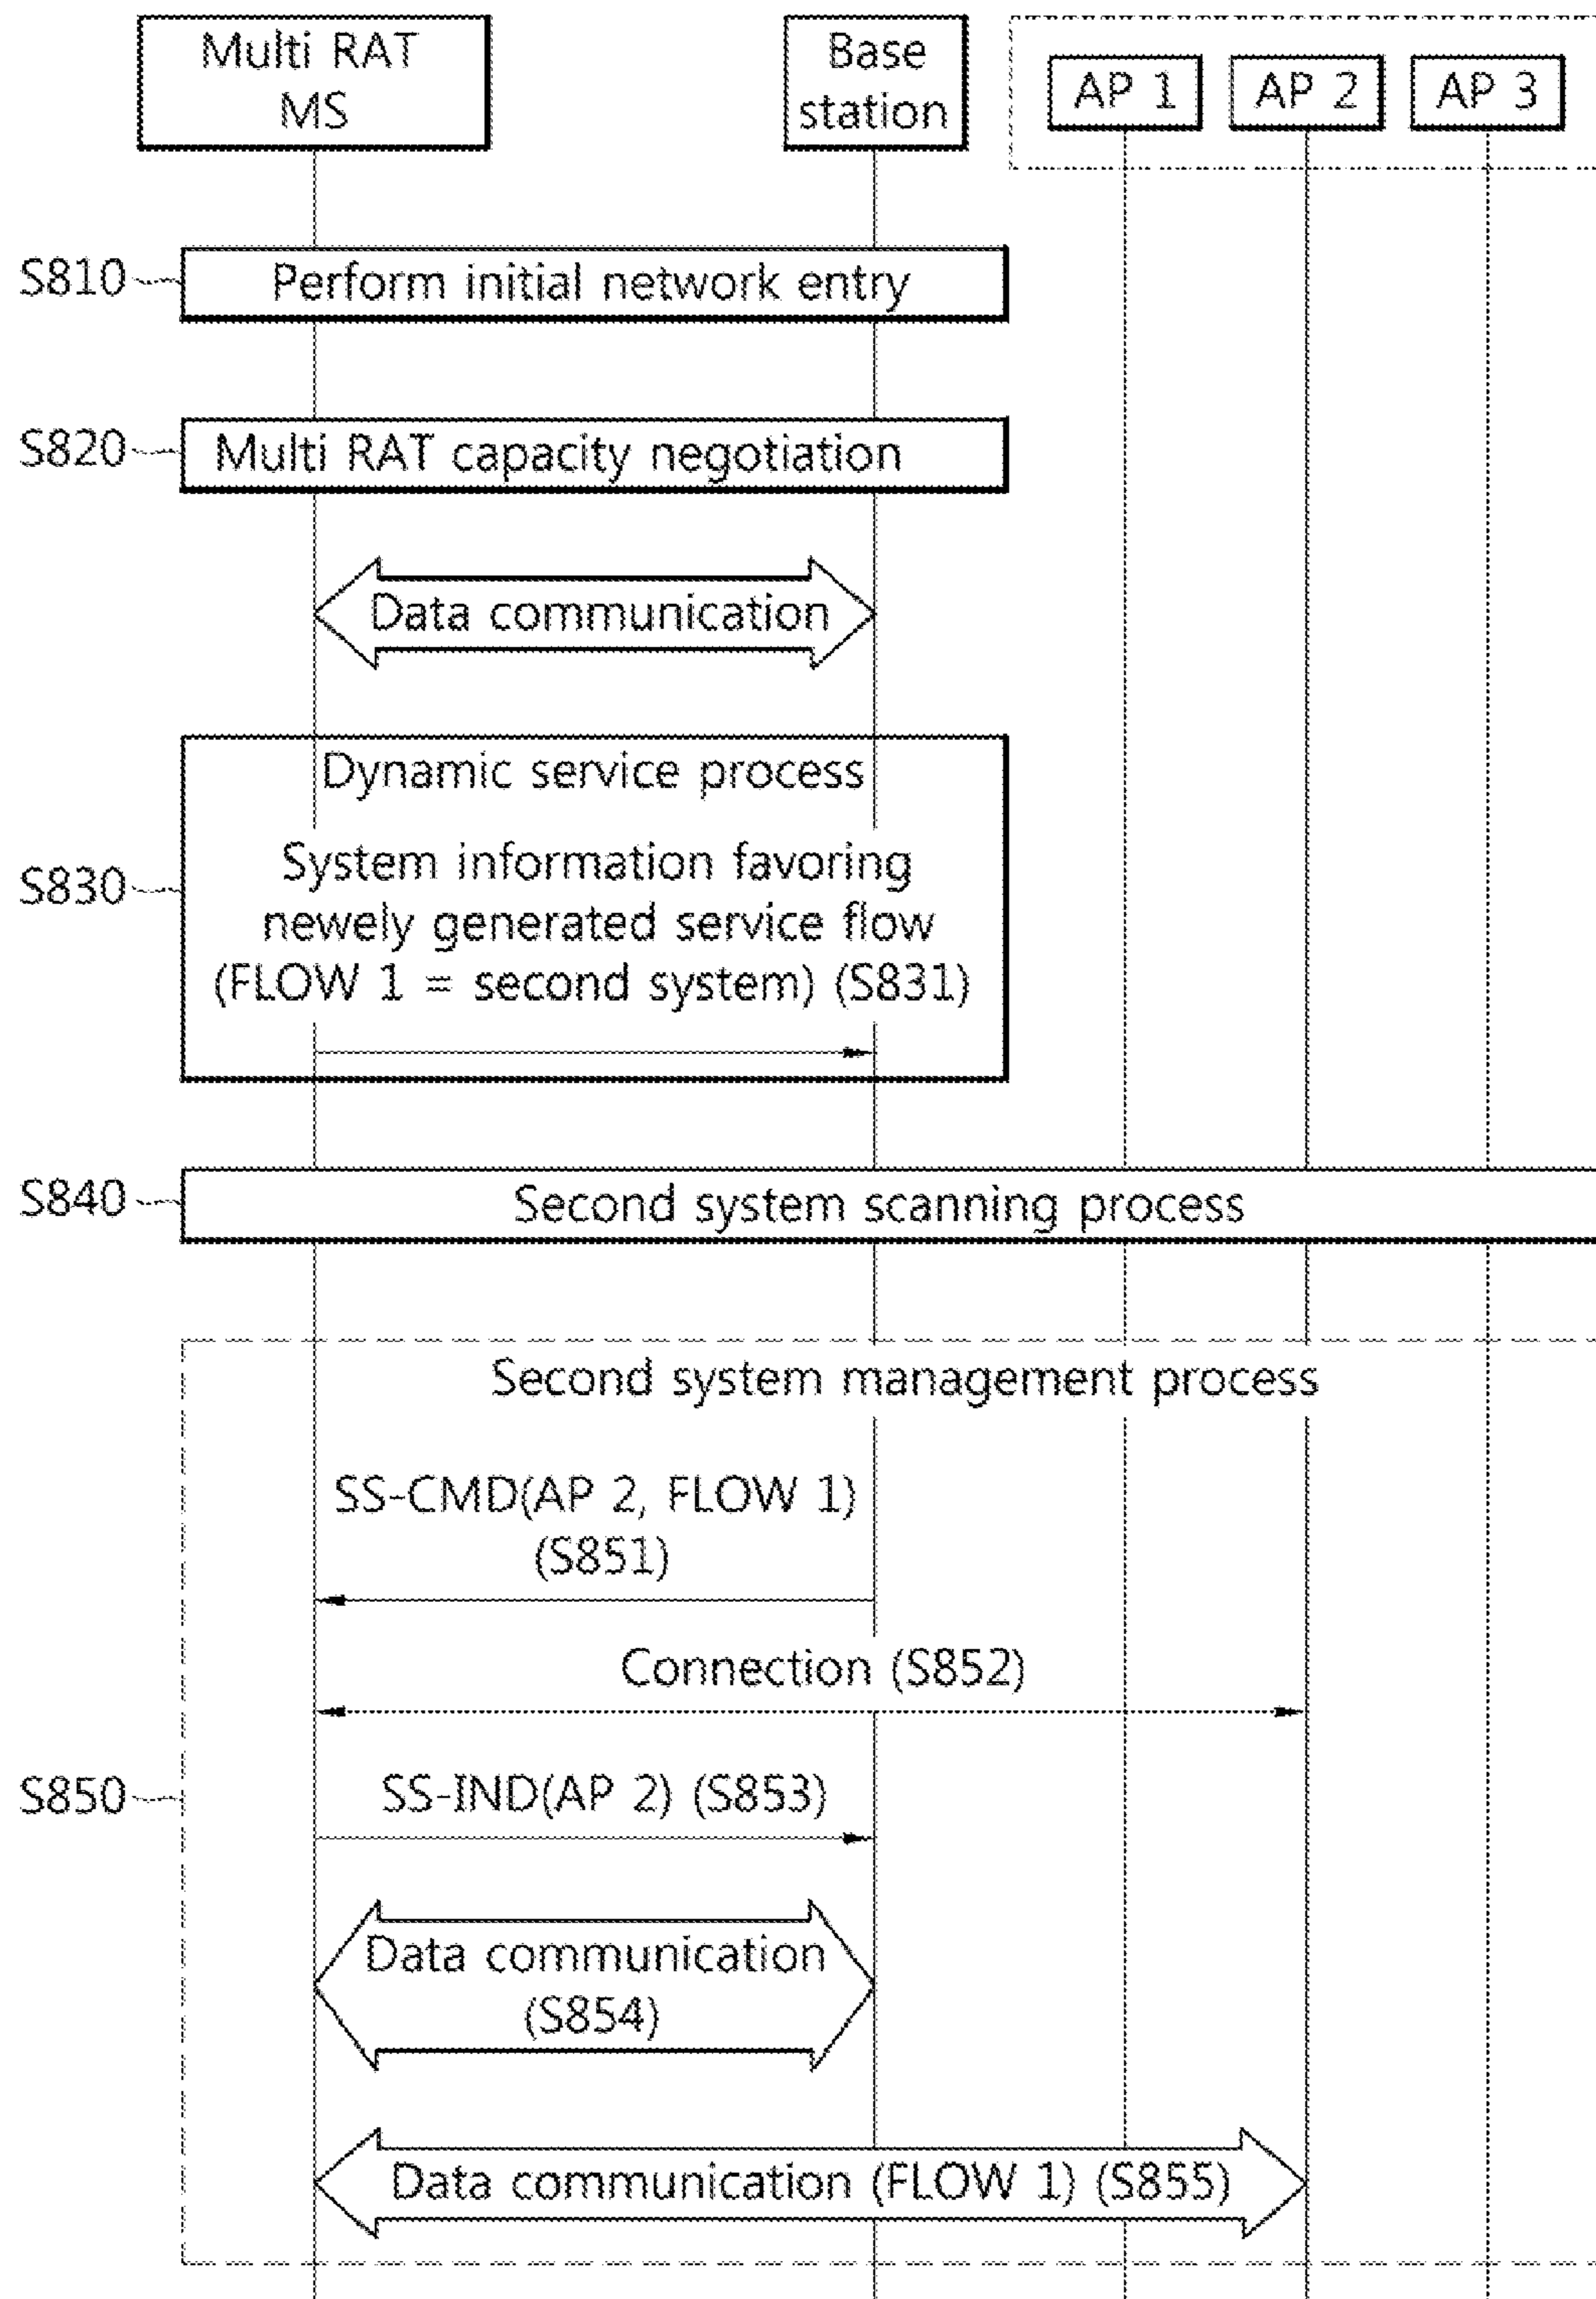 Multi RAT
MS
Base
station
AP 1
AP 2
AP 3
S810
Perform initial network entry
S820
Multi RAT capacity negotiation
Data communication
Dynamic service process
S830
System information favoring
newely generated service flow
(FLOW 1 = second system) (S831)
S840
Second system scanning process
Second system management process
SS-CMD(AP 2, FLOW 1)
(S851)
Connection (S852)
S850
SS-IND(AP 2) (S853)
Data communication
(S854)
Data communication (FLOW 1) (S855)